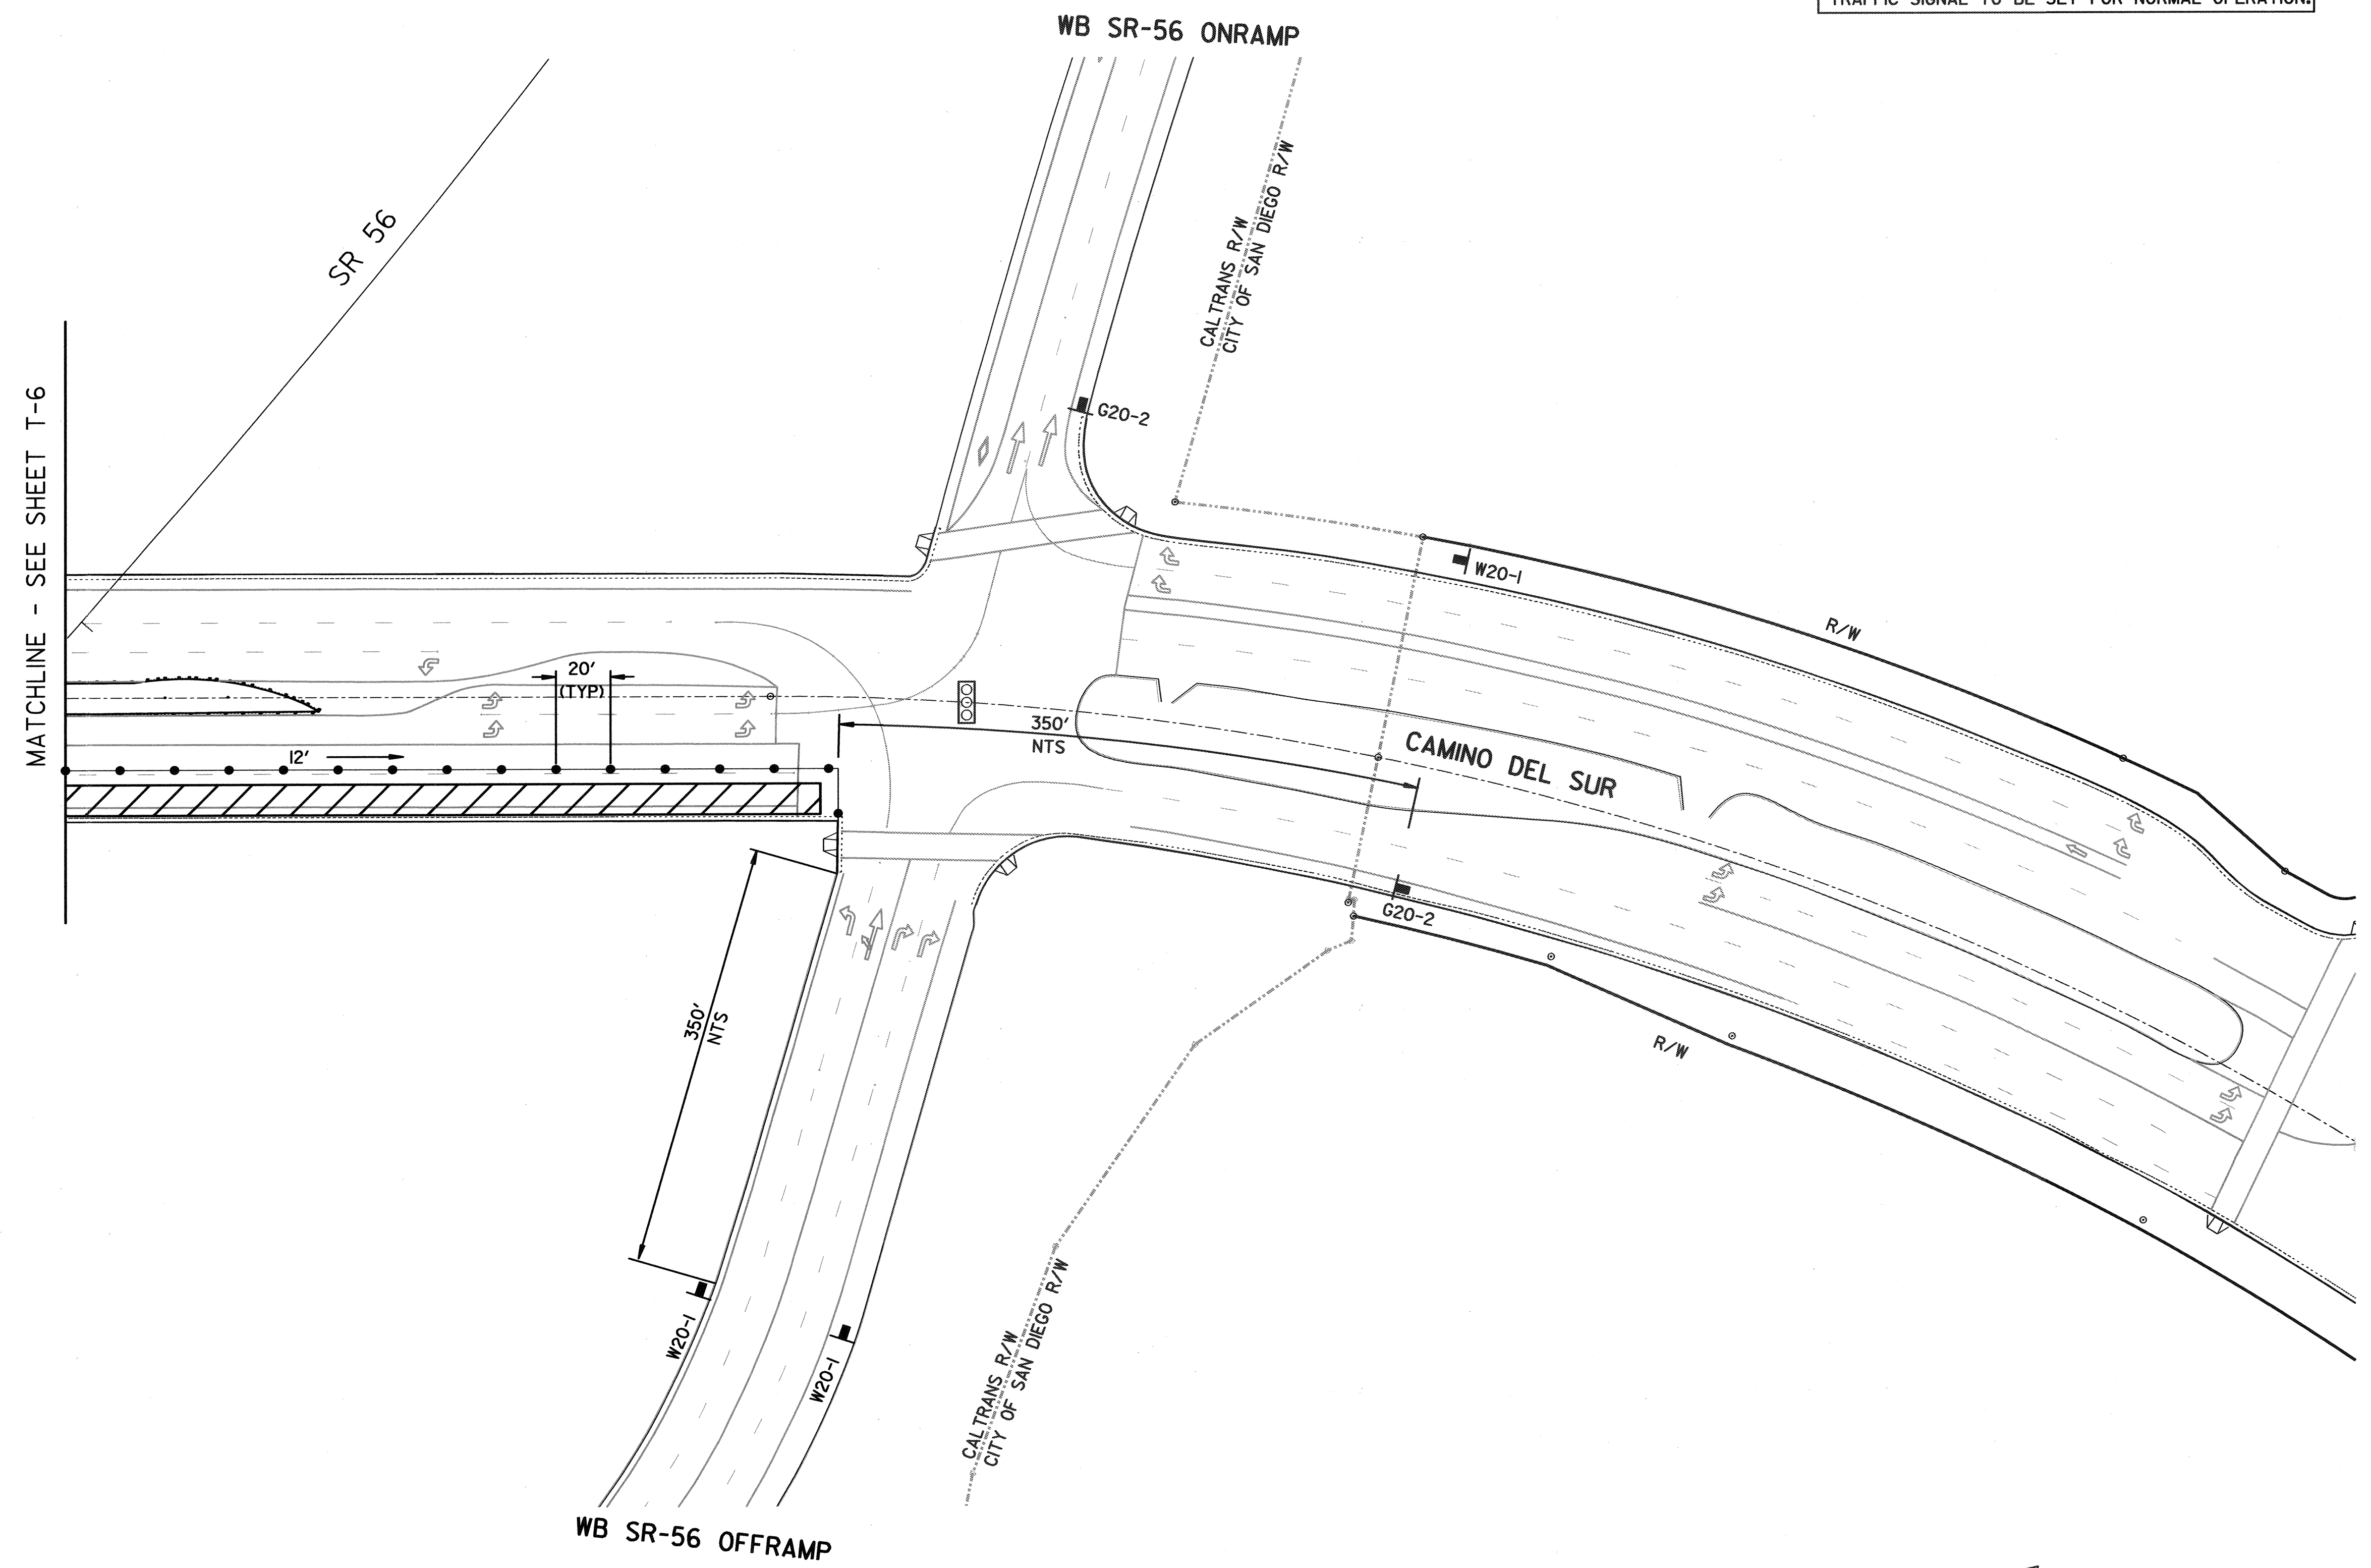 TRAFFIC SIGNAL TO BE SET FOR NORMAL OPERATION.
WB SR-56 ONRAMP
SR 56
CALTRANS R/W
CITY OF SAN DIEGO R/W
MATCHLINE - SEE SHEET T-6
G20-2
W20-1
R/W
20'
(TYP)
12'
350'
NTS
CAMINO DEL SUR
G20-2
R/W
350'
NTS
W20-1
W20-1
CALTRANS R/W
CITY OF SAN DIEGO R/W
WB SR-56 OFFRAMP